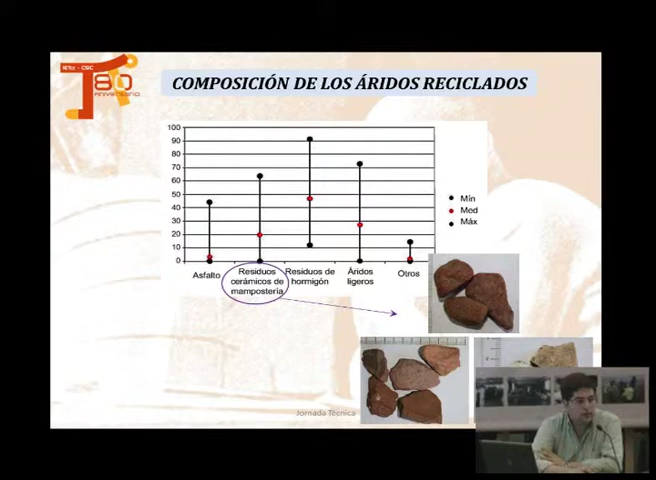 IETcc - CSIC
80
ANIVERSARIO
COMPOSICIÓN DE LOS ÁRIDOS RECICLADOS
100
90
80
70
60
50
40
30
20
10
0
Mín
Med
Máx
Asfalto
Residuos cerámicos de mampostería
Residuos de hormigón
Áridos ligeros
Otros
Jornada Técnica